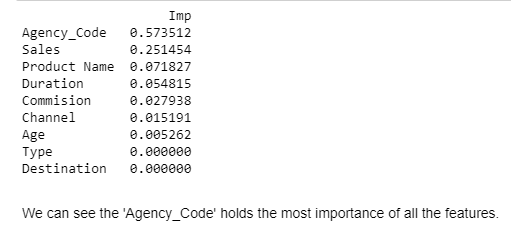 Imp
Agency_Code 0.573512
Sales 0.251454
Product Name 0.071827
Duration 0.054815
Commision 0.027938
Channel 0.015191
Age 0.005262
Type 0.000000
Destination 0.000000
We can see the 'Agency_Code' holds the most importance of all the features.